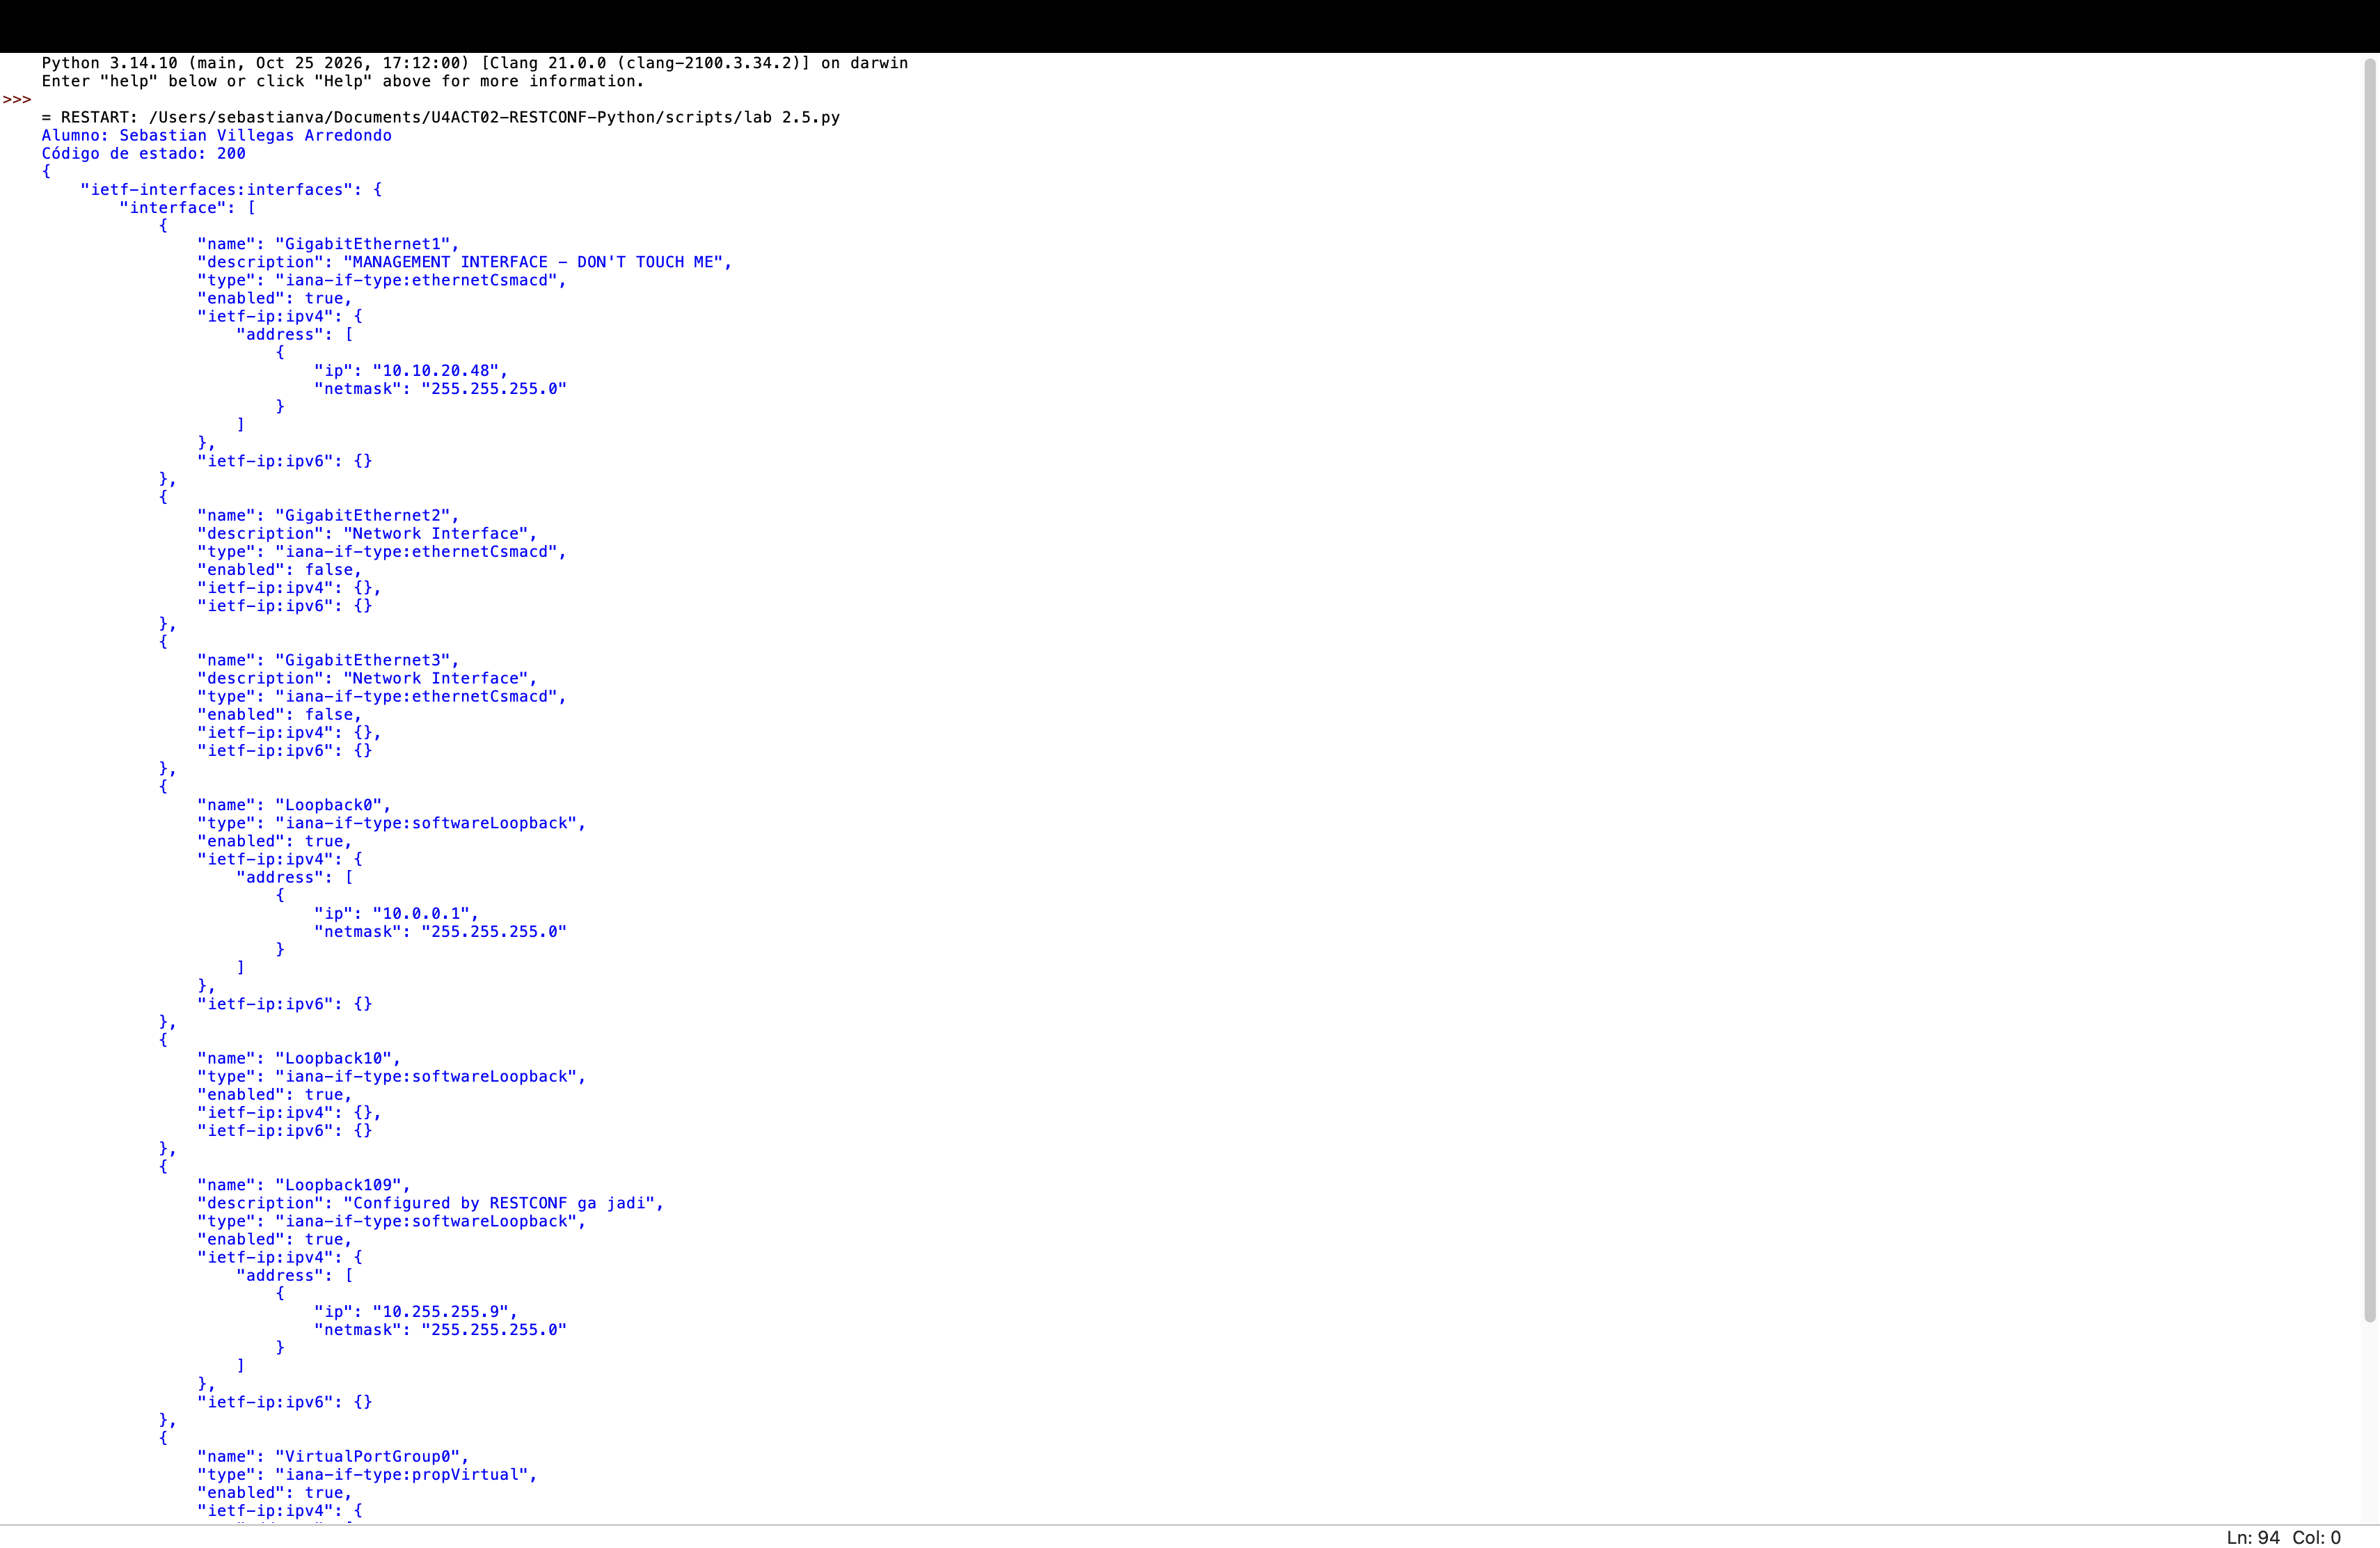 Python 3.14.10 (main, Oct 25 2026, 17:12:00) [Clang 21.0.0 (clang-2100.3.34.2)] on darwin
Enter "help" below or click "Help" above for more information.
>>>
= RESTART: /Users/sebastianva/Documents/U4ACT02-RESTCONF-Python/scripts/lab 2.5.py
Alumno: Sebastian Villegas Arredondo
Código de estado: 200
{
    "ietf-interfaces:interfaces": {
        "interface": [
            {
                "name": "GigabitEthernet1",
                "description": "MANAGEMENT INTERFACE - DON'T TOUCH ME",
                "type": "iana-if-type:ethernetCsmacd",
                "enabled": true,
                "ietf-ip:ipv4": {
                    "address": [
                        {
                            "ip": "10.10.20.48",
                            "netmask": "255.255.255.0"
                        }
                    ]
                },
                "ietf-ip:ipv6": {}
            },
            {
                "name": "GigabitEthernet2",
                "description": "Network Interface",
                "type": "iana-if-type:ethernetCsmacd",
                "enabled": false,
                "ietf-ip:ipv4": {},
                "ietf-ip:ipv6": {}
            },
            {
                "name": "GigabitEthernet3",
                "description": "Network Interface",
                "type": "iana-if-type:ethernetCsmacd",
                "enabled": false,
                "ietf-ip:ipv4": {},
                "ietf-ip:ipv6": {}
            },
            {
                "name": "Loopback0",
                "type": "iana-if-type:softwareLoopback",
                "enabled": true,
                "ietf-ip:ipv4": {
                    "address": [
                        {
                            "ip": "10.0.0.1",
                            "netmask": "255.255.255.0"
                        }
                    ]
                },
                "ietf-ip:ipv6": {}
            },
            {
                "name": "Loopback10",
                "type": "iana-if-type:softwareLoopback",
                "enabled": true,
                "ietf-ip:ipv4": {},
                "ietf-ip:ipv6": {}
            },
            {
                "name": "Loopback109",
                "description": "Configured by RESTCONF ga jadi",
                "type": "iana-if-type:softwareLoopback",
                "enabled": true,
                "ietf-ip:ipv4": {
                    "address": [
                        {
                            "ip": "10.255.255.9",
                            "netmask": "255.255.255.0"
                        }
                    ]
                },
                "ietf-ip:ipv6": {}
            },
            {
                "name": "VirtualPortGroup0",
                "type": "iana-if-type:propVirtual",
                "enabled": true,
                "ietf-ip:ipv4": {
Ln: 94 Col: 0